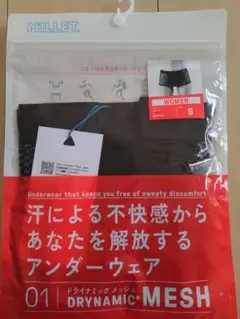 MILLET
WOMEN
S
Underwear that keeps you free of sweaty discomfort
汗による不快感から
あなたを解放する
アンダーウェア
01
ドライナミック メッシュ
DRYNAMIC® MESH